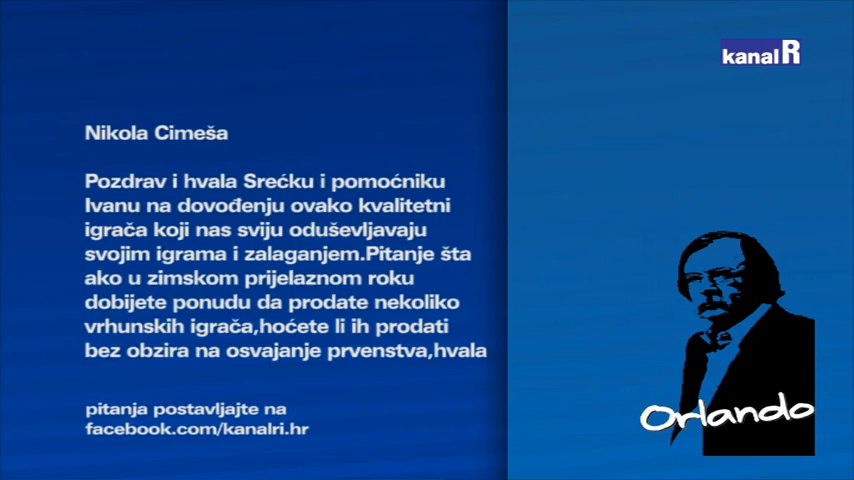 kanalR
Nikola Cimeša
Pozdrav i hvala Srećku i pomoćniku
Ivanu na dovođenju ovako kvalitetni
igrača koji nas sviju oduševljavaju
svojim igrama i zalaganjem.Pitanje šta
ako u zimskom prijelaznom roku
dobijete ponudu da prodate nekoliko
vrhunskih igrača,hoćete li ih prodati
bez obzira na osvajanje prvenstva,hvala
pitanja postavljajte na
facebook.com/kanalri.hr
Orlando